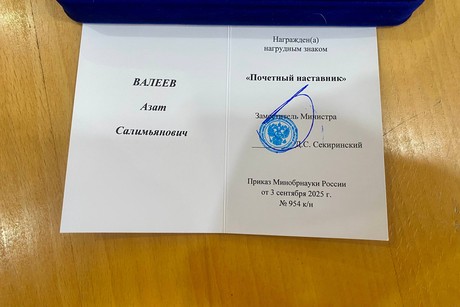 ВАЛЕЕВ
Азат
Салимьянович
Награжден(а)
нагрудным знаком
«Почетный наставник»
Заместитель Министра
Д.С. Секиринский
Приказ Минобрнауки России
от 3 сентября 2025 г.
№ 954 к/н